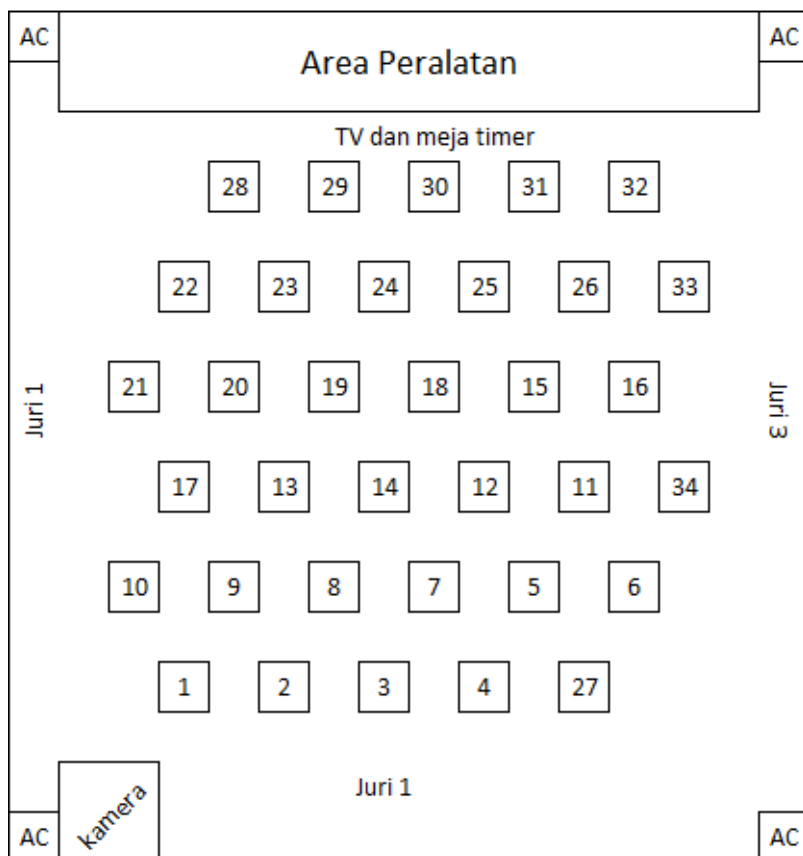 AC Area Peralatan AC
TV dan meja timer
28 29 30 31 32
22 23 24 25 26 33
21 20 19 18 15 16
Juri 1
Juri 3
17 13 14 12 11 34
10 9 8 7 5 6
1 2 3 4 27
Juri 1
kamera
AC AC